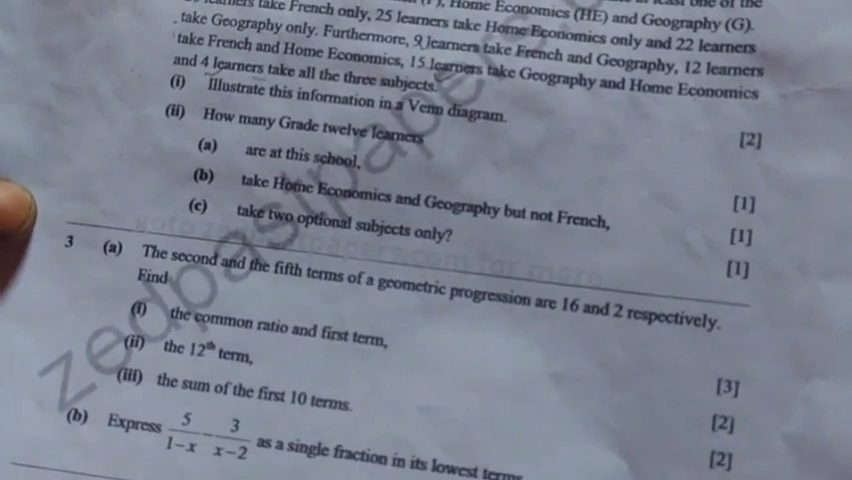 learners take French only, 25 learners take Home Economics only and 22 learners
take Geography only. Furthermore, 9 learners take French and Geography, 12 learners
take French and Home Economics, 15 learners take Geography and Home Economics
and 4 learners take all the three subjects.
(i) Illustrate this information in a Venn diagram. [2]
(ii) How many Grade twelve learners
(a) are at this school, [1]
(b) take Home Economics and Geography but not French, [1]
(c) take two optional subjects only? [1]
3 (a) The second and the fifth terms of a geometric progression are 16 and 2 respectively.
Find
(i) the common ratio and first term, [3]
(ii) the 12th term, [2]
(iii) the sum of the first 10 terms. [2]
(b) Express 5/(1-x) - 3/(x-2) as a single fraction in its lowest terms
zedpastpapers.